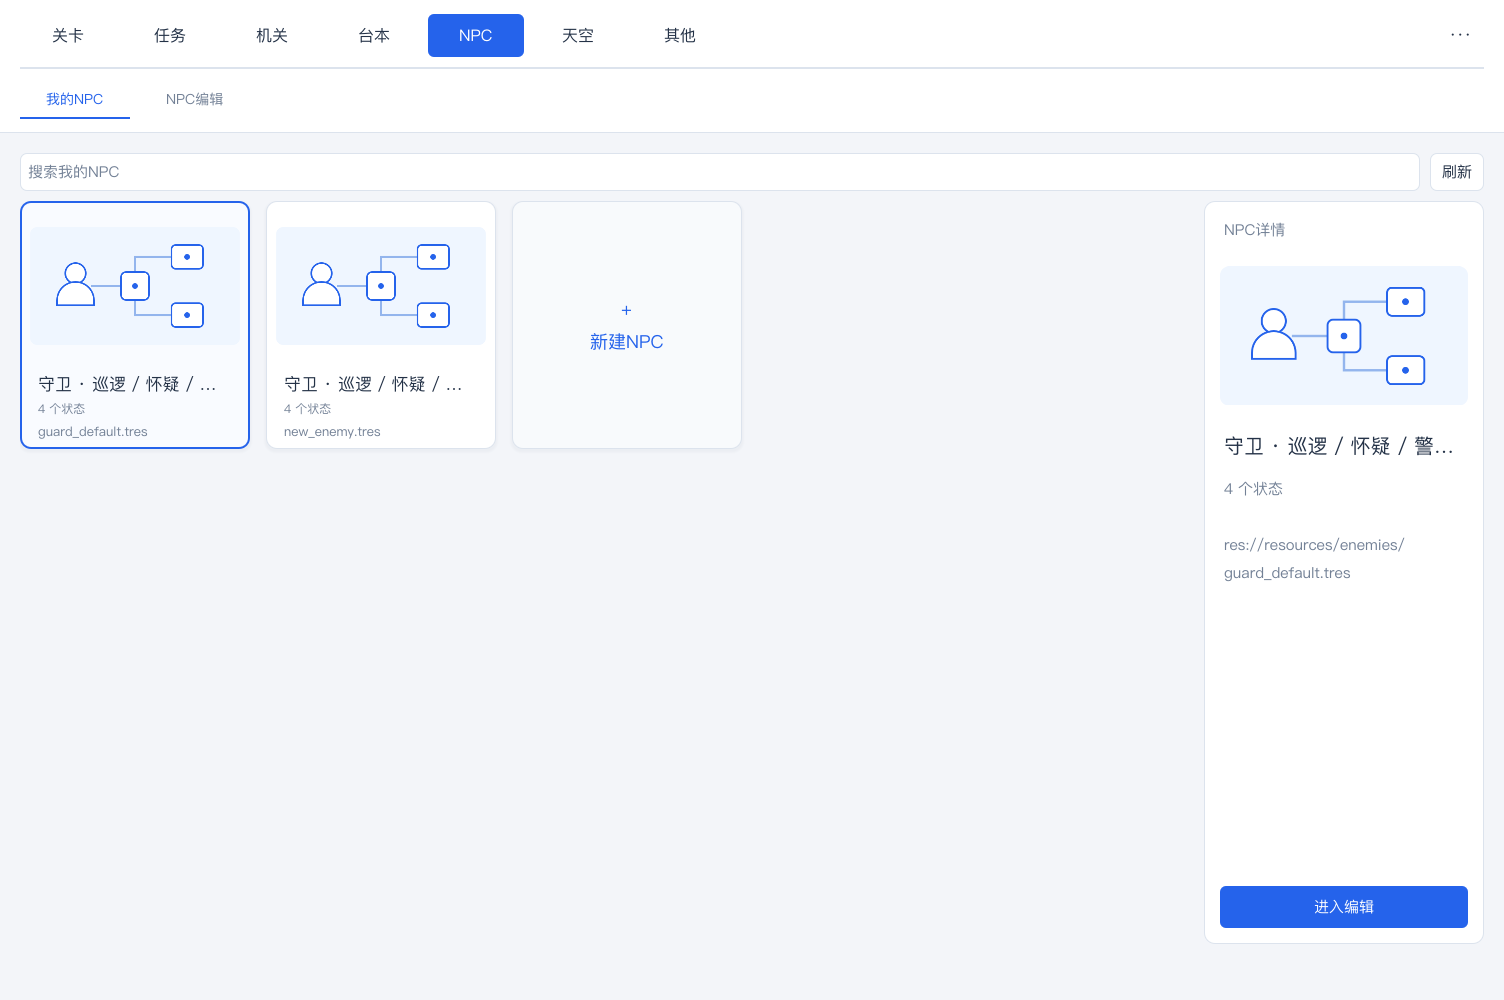 关卡 任务 机关 台本 NPC 天空 其他 ···
我的NPC NPC编辑
搜索我的NPC 刷新
守卫 · 巡逻 / 怀疑 / ...
4 个状态
guard_default.tres
守卫 · 巡逻 / 怀疑 / ...
4 个状态
new_enemy.tres
+
新建NPC
NPC详情
守卫 · 巡逻 / 怀疑 / 警...
4 个状态
res://resources/enemies/
guard_default.tres
进入编辑